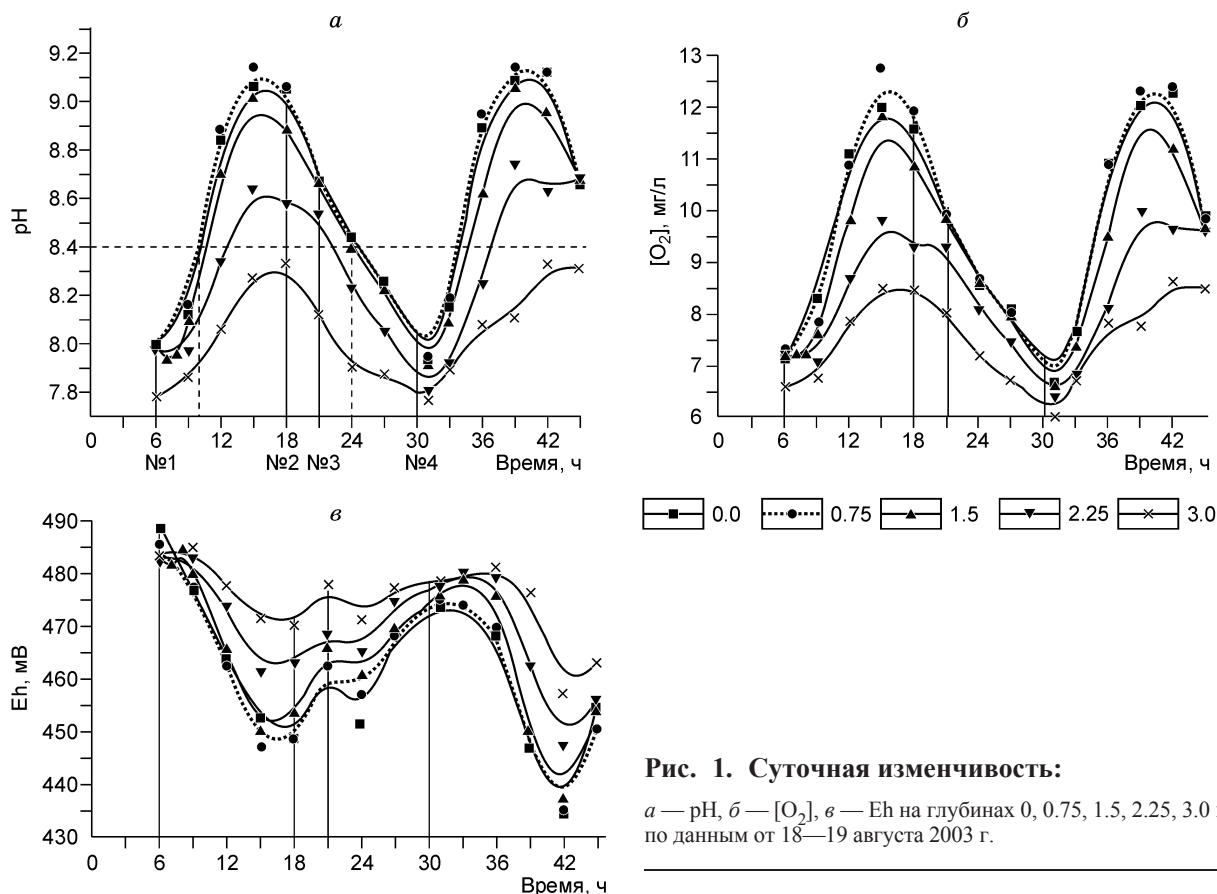 а
pH
9.2
9.0
8.8
8.6
8.4
8.2
8.0
7.8
0 6 12 18 24 30 36 42
№1 №2 №3 №4 Время, ч
б
[O2], мг/л
13
12
11
10
9
8
7
6
0 6 12 18 24 30 36 42
Время, ч
0.0 0.75 1.5 2.25 3.0
в
Eh, мВ
490
480
470
460
450
440
430
0 6 12 18 24 30 36 42
Время, ч
Рис. 1. Суточная изменчивость:
а — pH, б — [O2], в — Eh на глубинах 0, 0.75, 1.5, 2.25, 3.0
по данным от 18—19 августа 2003 г.